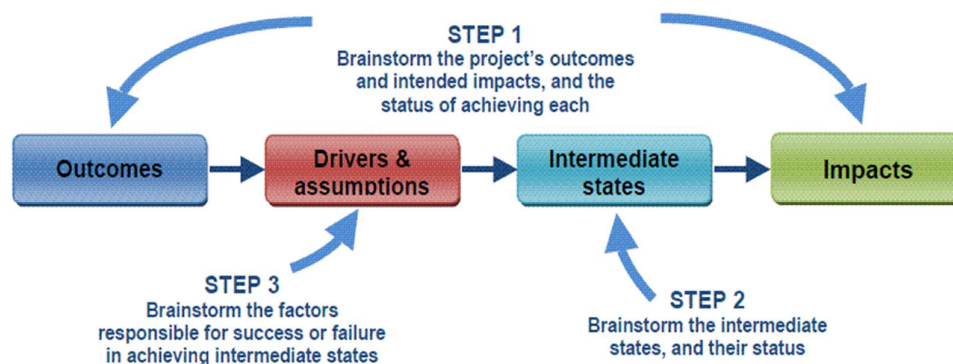 STEP 1
Brainstorm the project's outcomes
and intended impacts, and the
status of achieving each
Outcomes
Drivers &
assumptions
Intermediate
states
Impacts
STEP 3
Brainstorm the factors
responsible for success or failure
in achieving intermediate states
STEP 2
Brainstorm the intermediate
states, and their status